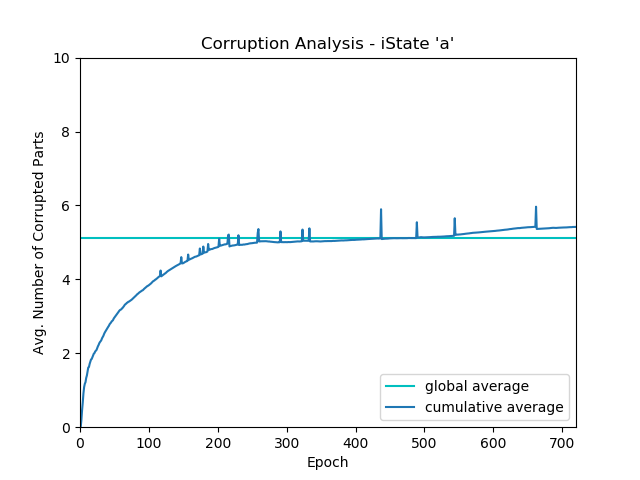 Corruption Analysis - iState 'a'
Avg. Number of Corrupted Parts
10
8
6
4
2
0
0 100 200 300 400 500 600 700
Epoch
global average
cumulative average